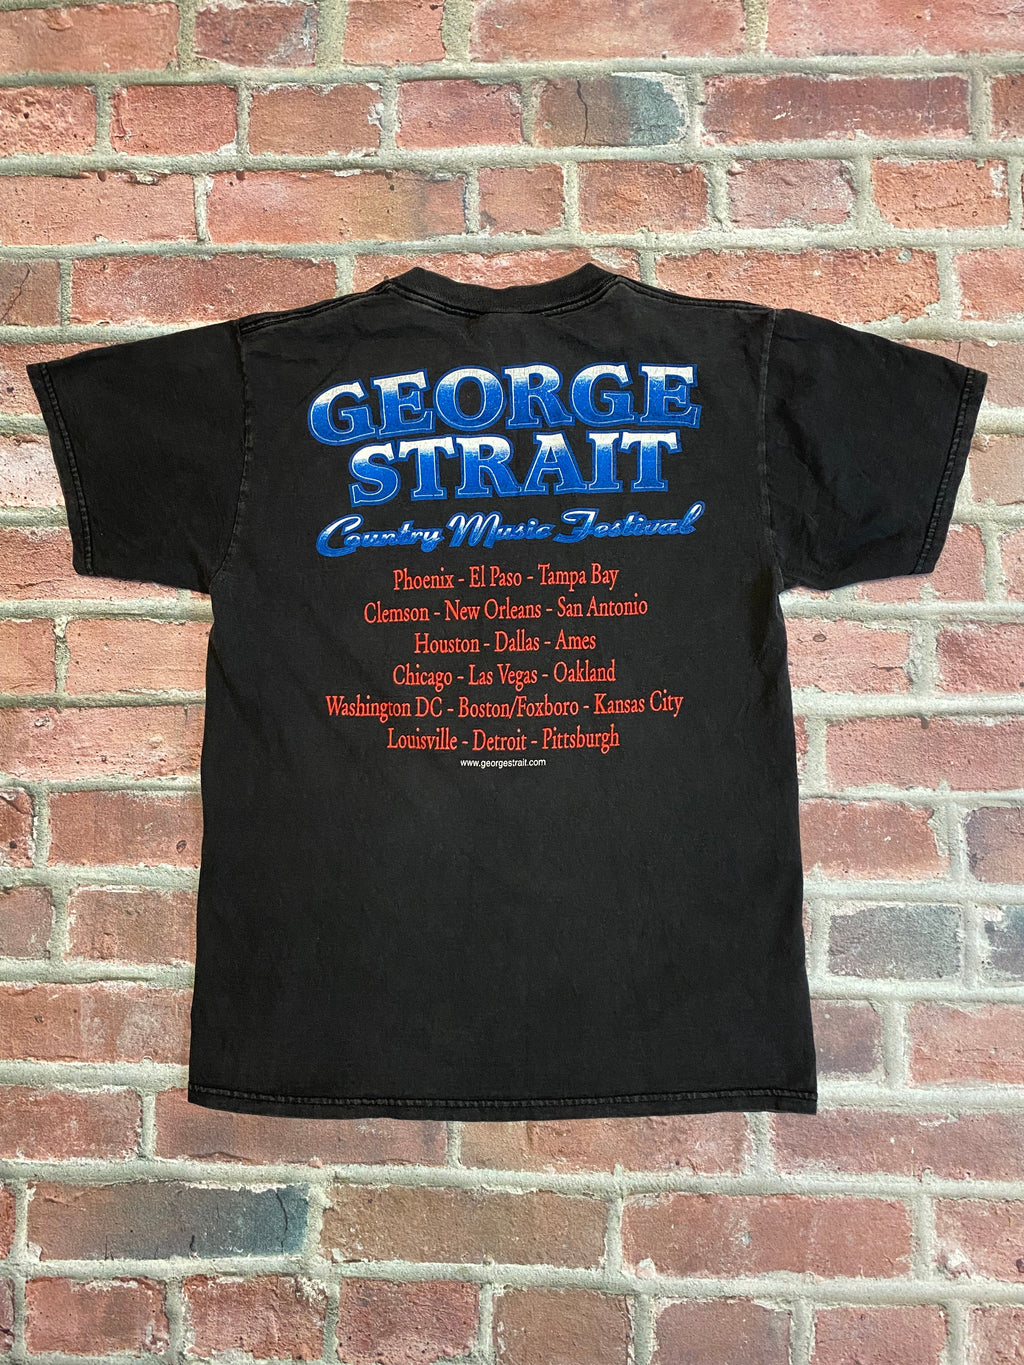 GEORGE
STRAIT
Country Music Festival
Phoenix - El Paso - Tampa Bay
Clemson - New Orleans - San Antonio
Houston - Dallas - Ames
Chicago - Las Vegas - Oakland
Washington DC - Boston/Foxboro - Kansas City
Louisville - Detroit - Pittsburgh
www.georgestrait.com